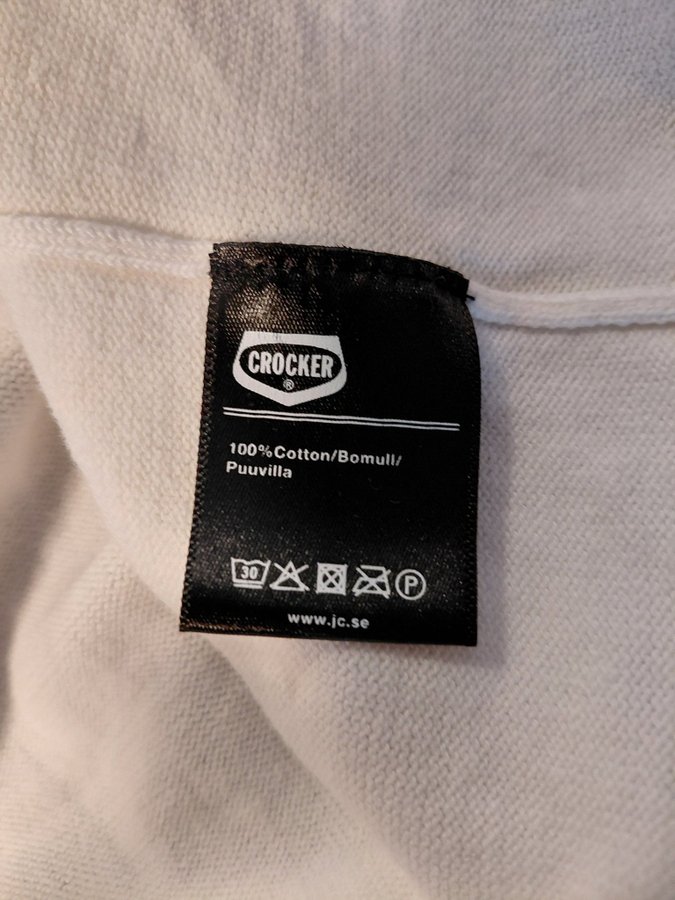 CROCKER
®
100%Cotton/Bomull/
Puuvilla
30 P
www.jc.se